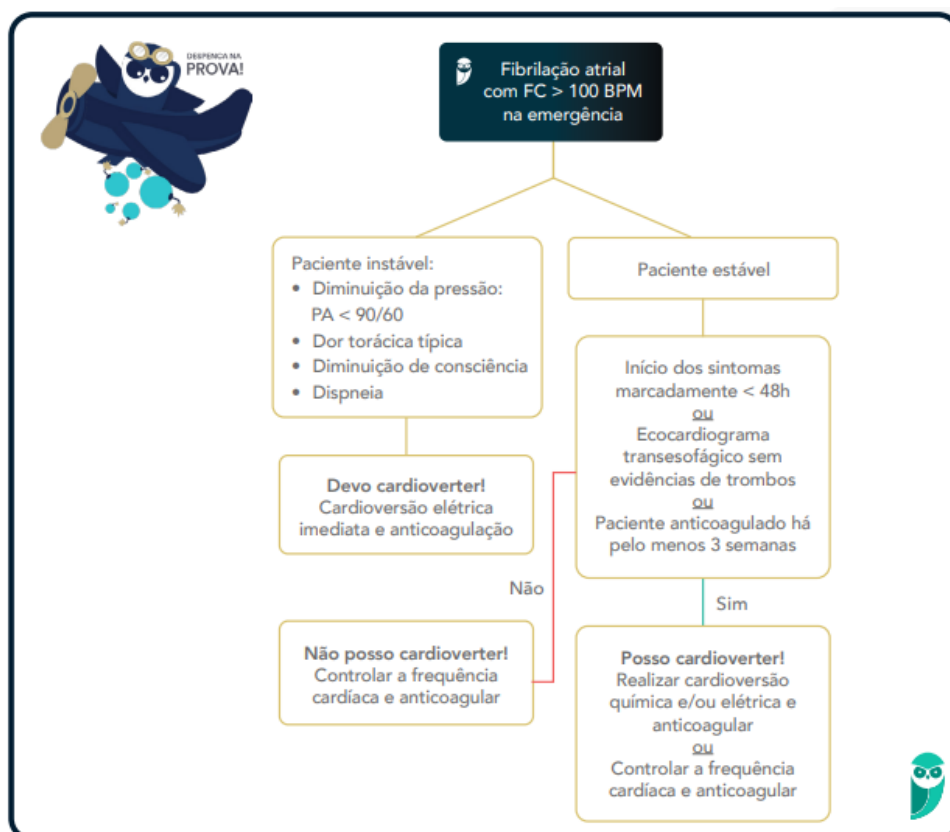 DESPENCA NA
PROVA!
Fibrilação atrial
com FC > 100 BPM
na emergência
Paciente instável:
• Diminuição da pressão:
PA < 90/60
• Dor torácica típica
• Diminuição de consciência
• Dispneia
Paciente estável
Devo cardioverter!
Cardioversão elétrica
imediata e anticoagulação
Início dos sintomas
marcadamente < 48h
ou
Ecocardiograma
transesofágico sem
evidências de trombos
ou
Paciente anticoagulado há
pelo menos 3 semanas
Não
Sim
Não posso cardioverter!
Controlar a frequência
cardíaca e anticoagular
Posso cardioverter!
Realizar cardioversão
química e/ou elétrica e
anticoagular
ou
Controlar a frequência
cardíaca e anticoagular